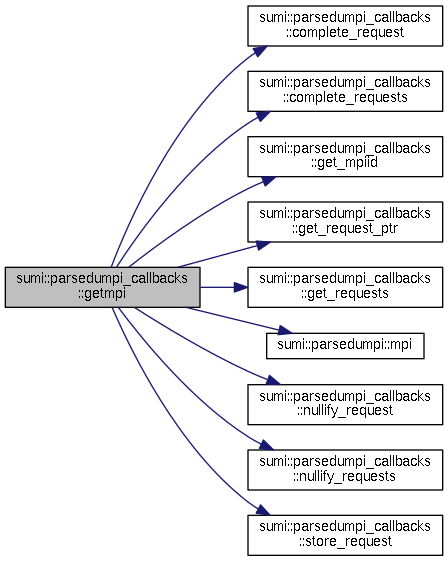 sumi::parsedumpi_callbacks
::complete_request
sumi::parsedumpi_callbacks
::complete_requests
sumi::parsedumpi_callbacks
::get_mpiid
sumi::parsedumpi_callbacks
::get_request_ptr
sumi::parsedumpi_callbacks
::getmpi
sumi::parsedumpi_callbacks
::get_requests
sumi::parsedumpi::mpi
sumi::parsedumpi_callbacks
::nullify_request
sumi::parsedumpi_callbacks
::nullify_requests
sumi::parsedumpi_callbacks
::store_request